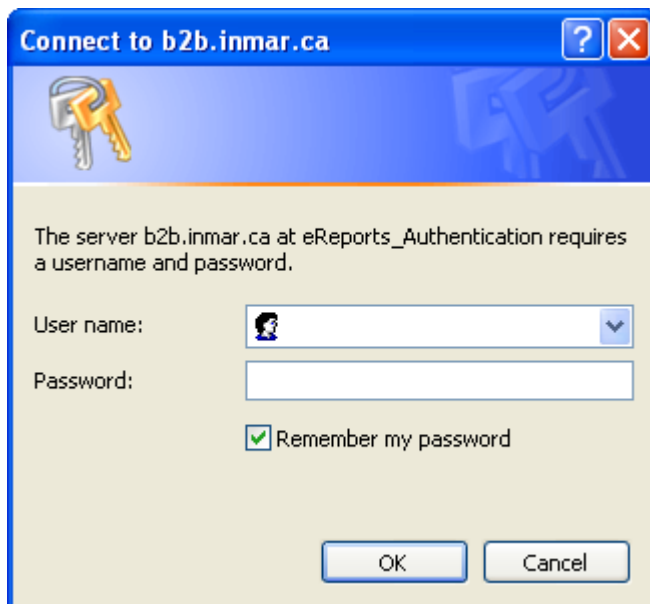 Connect to b2b.inmar.ca
The server b2b.inmar.ca at eReports_Authentication requires
a username and password.
User name:
Password:
Remember my password
OK Cancel